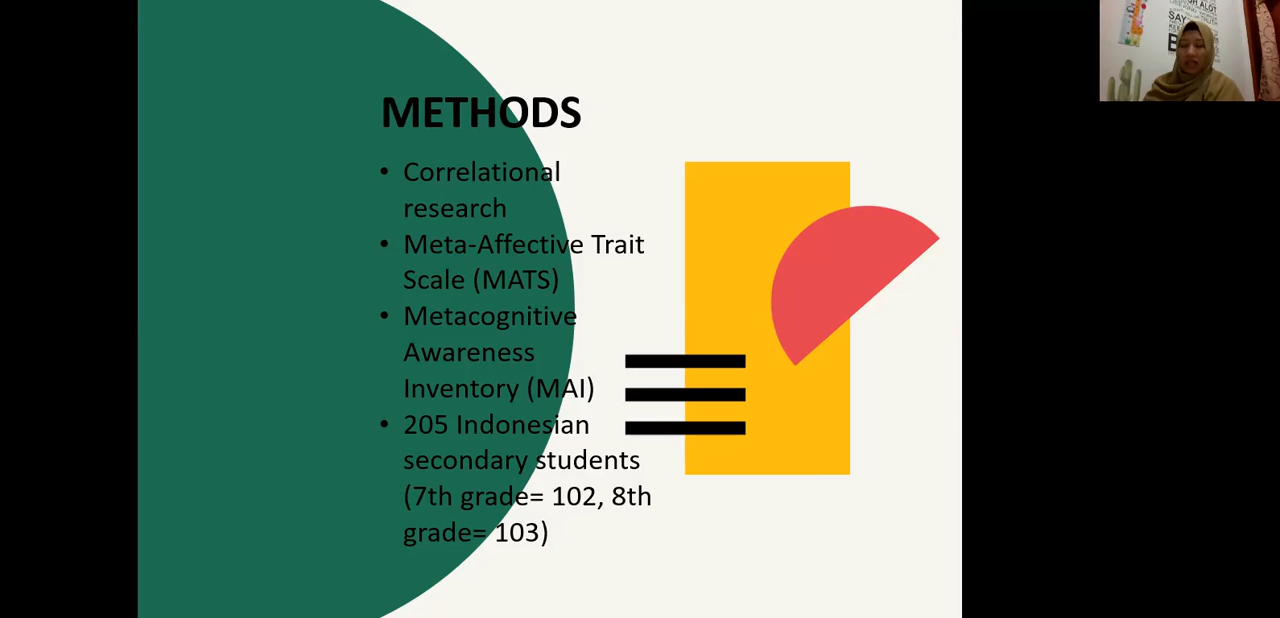 METHODS
• Correlational
research
• Meta-Affective Trait
Scale (MATS)
• Metacognitive
Awareness
Inventory (MAI)
• 205 Indonesian
secondary students
(7th grade= 102, 8th
grade= 103)
SAY